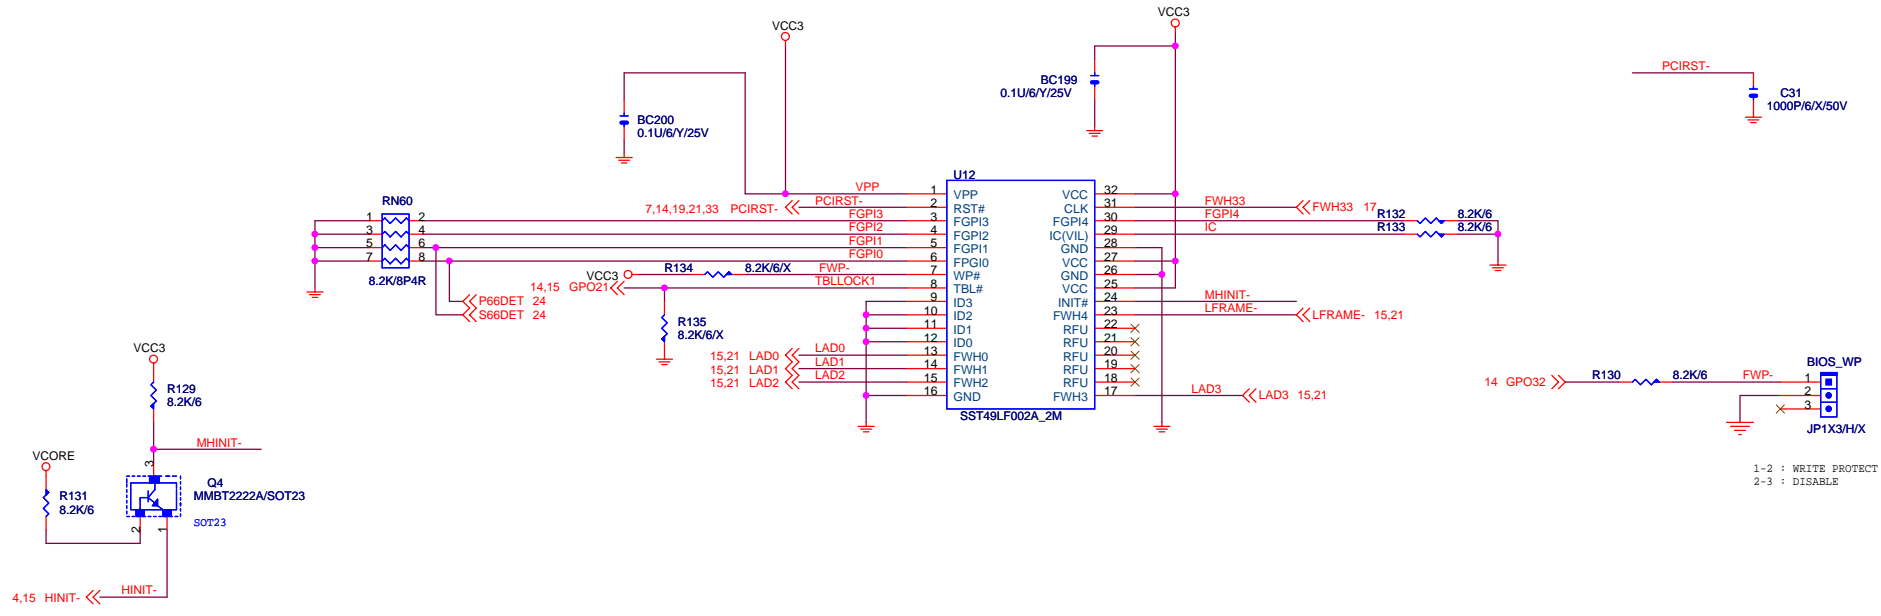 VCC3
VCC3
BC199
0.1U/6/Y/25V
BC200
0.1U/6/Y/25V
PCIRST-
C31
1000P/6/X/50V
U12
RN60
1 2
3 4
5 6
7 8
8.2K/8P4R
VPP 1 VPP
7,14,19,21,33 PCIRST- PCIRST- 2 RST#
FGPI3 3 FGPI3
FGPI2 4 FGPI2
FGPI1 5 FGPI1
FGPI0 6 FPGI0
VCC3 R134 8.2K/6/X FWP- 7 WP#
14,15 GPO21 TBLLOCK1 8 TBL#
9 ID3
10 ID2
11 ID1
12 ID0
15,21 LAD0 LAD0 13 FWH0
15,21 LAD1 LAD1 14 FWH1
15,21 LAD2 LAD2 15 FWH2
16 GND
P66DET 24
S66DET 24
R135
8.2K/6/X
VCC 32
CLK 31 FWH33 FWH33 17
FGPI4 30 FGPI4 R132 8.2K/6
IC(VIL) 29 IC R133 8.2K/6
GND 28
VCC 27
GND 26
VCC 25
INIT# 24 MHINIT-
FWH4 23 LFRAME- LFRAME- 15,21
RFU 22
RFU 21
RFU 20
RFU 19
RFU 18
FWH3 17 LAD3 LAD3 15,21
SST49LF002A_2M
VCC3
R129
8.2K/6
MHINIT-
3
VCORE
R131
8.2K/6
Q4
MMBT2222A/SOT23
SOT23
2 1
4,15 HINIT- HINIT-
BIOS_WP
14 GPO32 R130 8.2K/6 FWP- 1
2
3
JP1X3/H/X
1-2 : WRITE PROTECT
2-3 : DISABLE